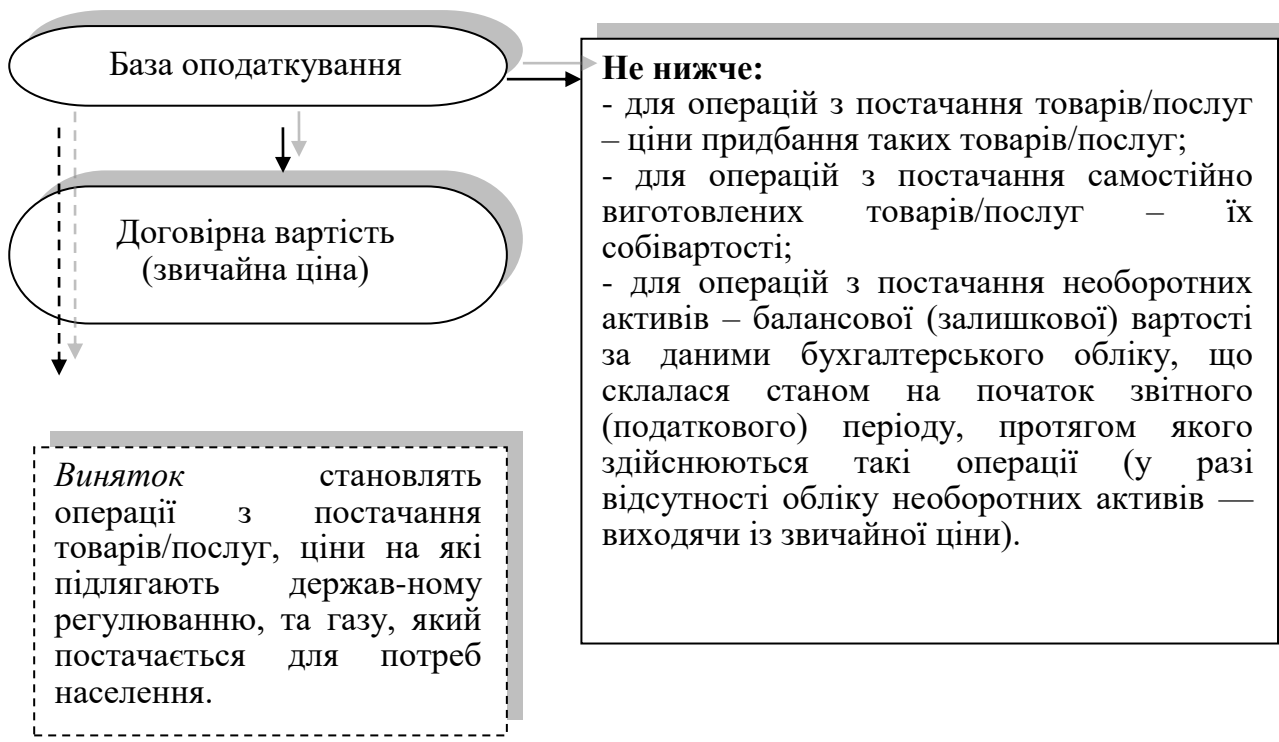 База оподаткування
Договірна вартість
(звичайна ціна)
Не нижче:
- для операцій з постачання товарів/послуг
– ціни придбання таких товарів/послуг;
- для операцій з постачання самостійно
виготовлених товарів/послуг – їх
собівартості;
- для операцій з постачання необоротних
активів – балансової (залишкової) вартості
за даними бухгалтерського обліку, що
склалася станом на початок звітного
(податкового) періоду, протягом якого
здійснюються такі операції (у разі
відсутності обліку необоротних активів —
виходячи із звичайної ціни).
Виняток становлять
операції з постачання
товарів/послуг, ціни на які
підлягають держав-ному
регулюванню, та газу, який
постачається для потреб
населення.